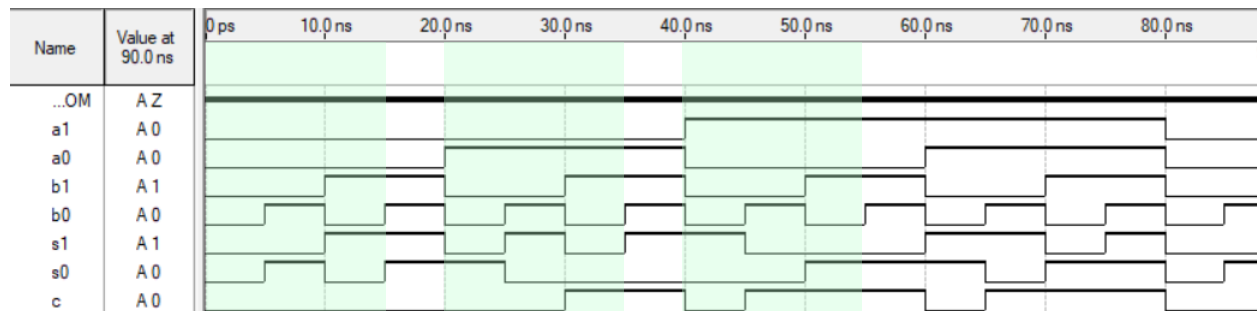 Name
Value at
90.0 ns
0 ps
10.0 ns
20.0 ns
30.0 ns
40.0 ns
50.0 ns
60.0 ns
70.0 ns
80.0 ns
...OM A Z
a1 A 0
a0 A 0
b1 A 1
b0 A 0
s1 A 1
s0 A 0
c A 0